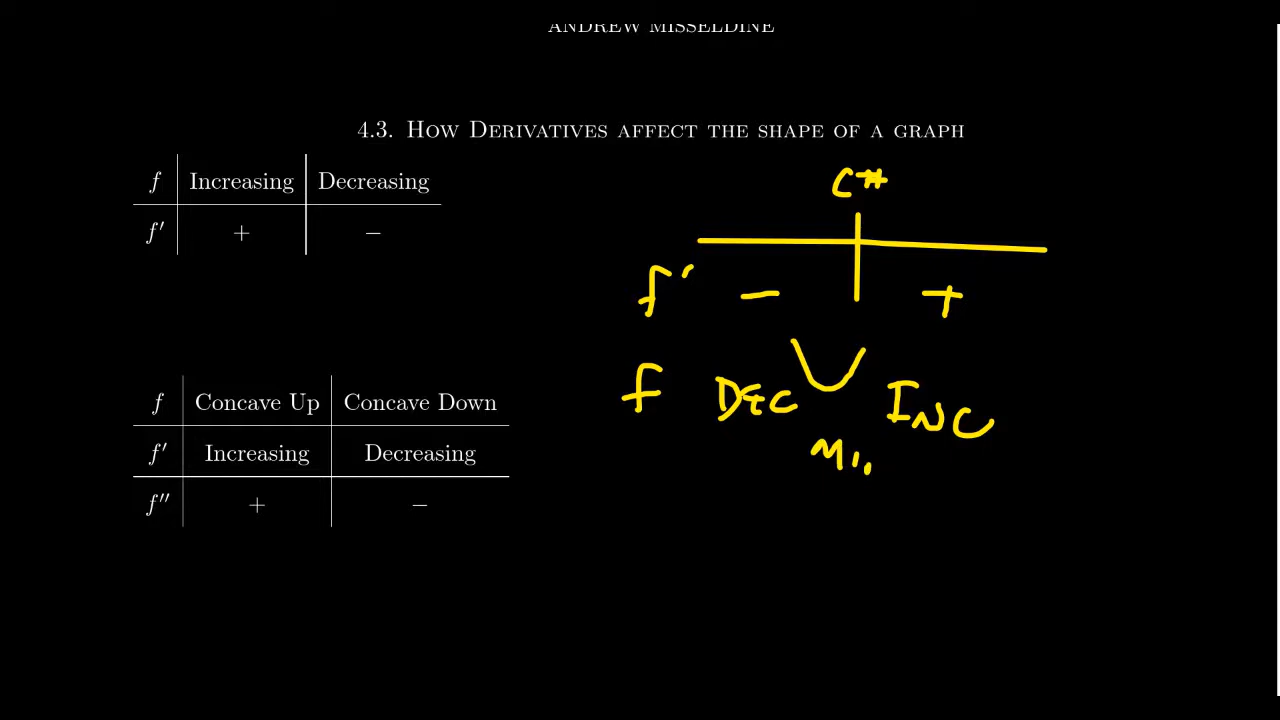 ANDREW MISSELDINE
4.3. HOW DERIVATIVES AFFECT THE SHAPE OF A GRAPH
f Increasing Decreasing
f′ + −
f Concave Up Concave Down
f′ Increasing Decreasing
f″ + −
C#
f′ − +
f DEC INC